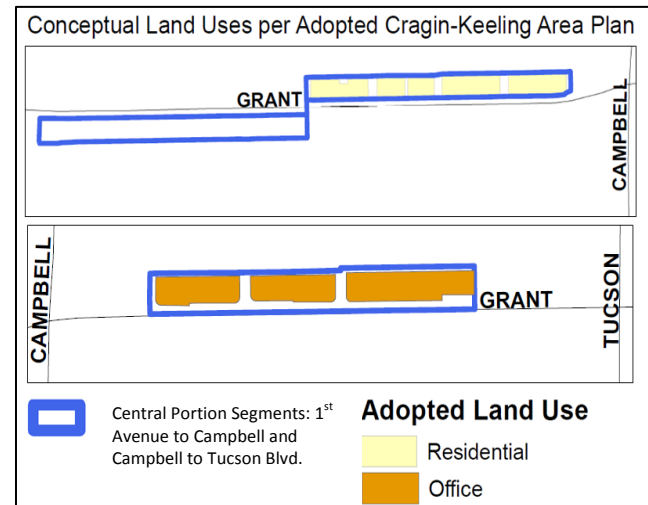 Conceptual Land Uses per Adopted Cragin-Keeling Area Plan
GRANT
CAMPBELL
CAMPBELL
GRANT
TUCSON
Central Portion Segments: 1st
Avenue to Campbell and
Campbell to Tucson Blvd.
Adopted Land Use
Residential
Office